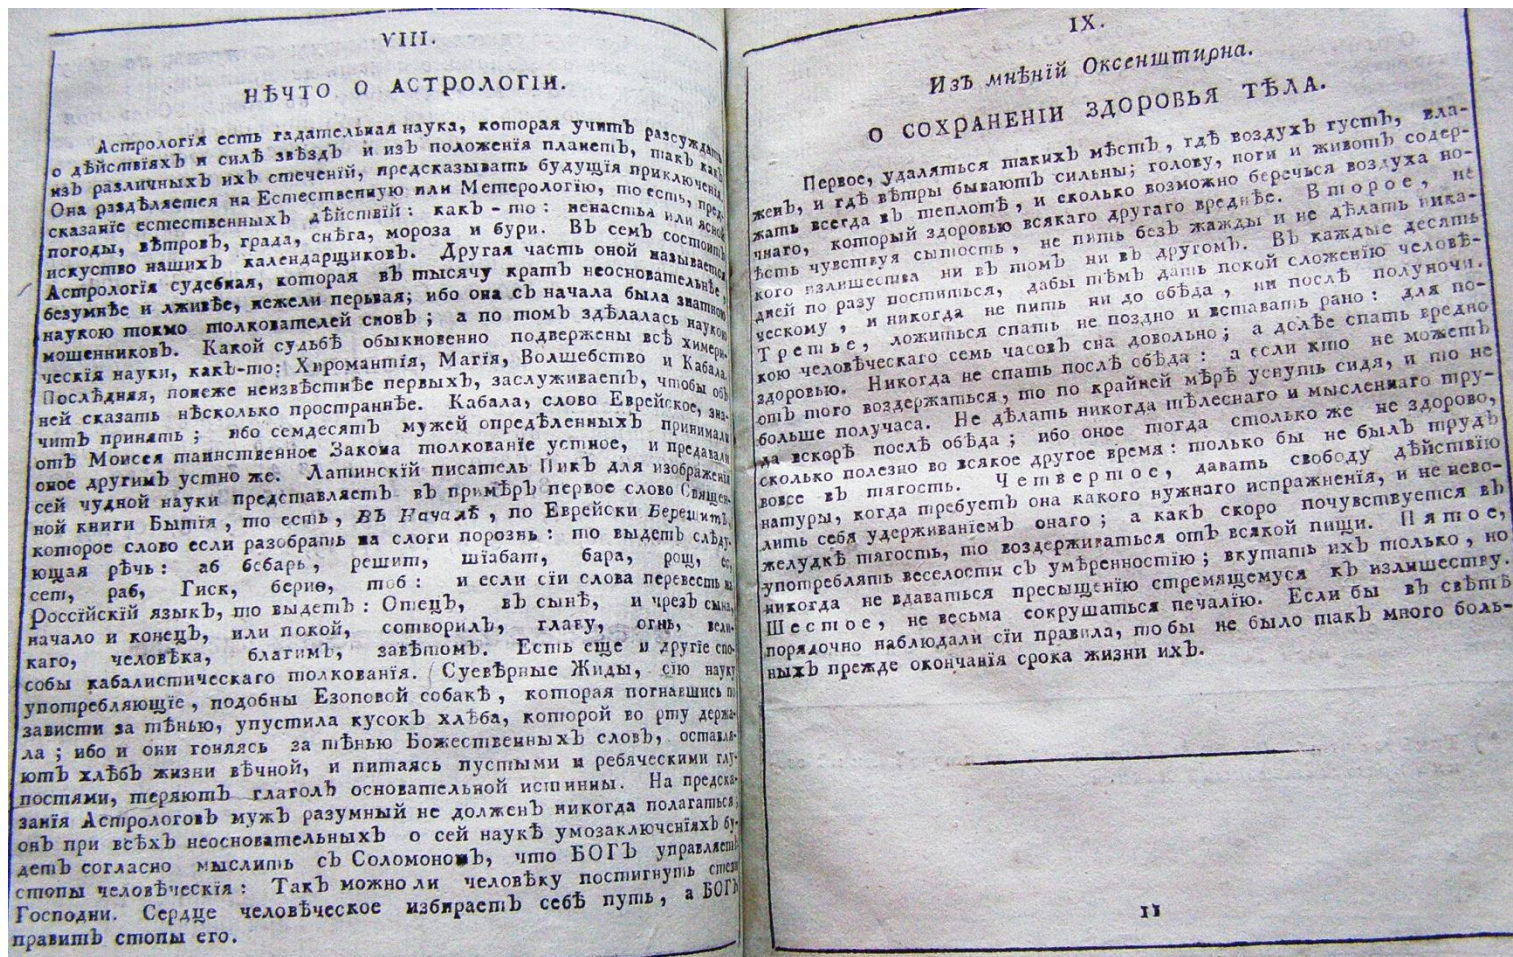 VIII.
НѢЧТО О АСТРОЛОГІИ.
Астрологія есть гадательная наука, которая учитъ разсуждать
о дѣйствіяхъ и силѣ звѣздъ и изъ положенія планетъ, такъ какъ
изъ различныхъ ихъ стеченій, предсказывать будущія приключенія.
Она раздѣляется на Естественную или Метерологію, то есть, пред-
сказаніе естественныхъ дѣйствій: какъ-то: ненастья или ясной
погоды, вѣтровъ, града, снѣга, мороза и бури. Въ семъ состоитъ
искуство нашихъ календарщиковъ. Другая часть оной называется
Астрологія судебная, которая въ тысячу кратъ неосновательнѣе,
безумнѣе и лживѣе, нежели перьвая; ибо она съ начала была знатною
наукою токмо толкователей сновъ; а по томъ здѣлалась наукою
мошенниковъ. Какой судьбѣ обыкновенно подвержены всѣ химери-
ческія науки, какъ-то: Хиромантія, Магія, Волшебство и Кабала.
Послѣдняя, понеже неизвѣстнѣе первыхъ, заслуживаетъ, чтобы объ
ней сказать нѣсколько пространнѣе. Кабала, слово Еврейское, зна-
читъ принять; ибо семдесятъ мужей опредѣленныхъ принимали
отъ Моисея таинственное Закона толкованіе устное, и предавали
оное другимъ устно же. Латинскій писатель Пикъ для изображенія
сей чудной науки представляетъ въ примѣръ первое слово Священ-
ной книги Бытія, то есть, Въ Началѣ, по Еврейски Берешитъ,
которое слово если разобрать на слоги порознь: то выдетъ слѣду-
ющая рѣчь: аб бебарь, решит, шіабат, бара, рош, ес,
сет, раб, Гиск, берив, тоб: и если сіи слова перевесть на
Россійскій языкъ, то выдетъ: Отецъ, въ сынѣ, и чрезъ сына,
начало и конецъ, или покой, сотворилъ, главу, огнь, вели-
каго, человѣка, благимъ, завѣтомъ. Есть еще и другіе спо-
собы кабалистическаго толкованія. Суевѣрные Жиды, сію науку
употребляющіе, подобны Езоповой собакѣ, которая погнавшись по
зависти за тѣнью, упустила кусокъ хлѣба, которой во рту держа-
ла; ибо и они гоняясь за тѣнью Божественныхъ словъ, оставля-
ютъ хлѣбъ жизни вѣчной, и питаясь пустыми и ребяческими глу-
постями, теряютъ глаголъ основательной истинны. На предска-
занія Астрологовъ мужъ разумный не долженъ никогда полагаться;
онъ при всѣхъ неосновательныхъ о сей наукѣ умозаключеніяхъ бу-
детъ согласно мыслить съ Соломономъ, что БОГЪ управляетъ
стопы человѣческія: Такъ можно ли человѣку постигнуть стези
Господни. Сердце человѣческое избираетъ себѣ путь, а БОГЪ
правитъ стопы его.
IX.
Изъ мнѣній Оксенштирна.
О СОХРАНЕНІИ ЗДОРОВЬЯ ТѢЛА.
Первое, удаляться такихъ мѣстъ, гдѣ воздухъ густъ, вла-
женъ, и гдѣ вѣтры бываютъ сильны; голову, ноги и животъ содер-
жать всегда въ теплотѣ, и сколько возможно беречься воздуха но-
чнаго, который здоровью всякаго другаго вреднѣе. Второе, не
ѣсть чувствуя сытость, не пить безъ жажды и не дѣлать ника-
кого излишества ни въ томъ ни въ другомъ. Въ каждые десять
дней по разу поститься, дабы тѣмъ дать покой сложенію человѣ-
ческому, и никогда не пить ни до обѣда, ни послѣ полуночи.
Третье, ложиться спать не поздно и вставать рано: для по-
кою человѣческаго семь часовъ сна довольно; а долѣе спать вредно
здоровью. Никогда не спать послѣ обѣда: а если кто не можетъ
отъ того воздержаться, то по крайней мѣрѣ уснуть сидя, и то не
больше получаса. Не дѣлать никогда тѣлеснаго и мысленнаго тру-
да вскорѣ послѣ обѣда; ибо оное тогда столько же не здорово,
сколько полезно во всякое другое время: только бы не былъ трудъ
вовсе въ тягость. Четвертое, давать свободу дѣйствію
натуры, когда требуетъ она какого нужнаго испражненія, и не нево-
лить себя удерживаніемъ онаго; а какъ скоро почувствуется въ
желудкѣ тягость, то воздерживаться отъ всякой пищи. Пятое,
употреблять веселости съ умѣренностію; вкушать ихъ только, но
никогда не вдаваться пресыщенію стремящемуся къ излишеству.
Шестое, не весьма сокрушаться печалію. Если бы въ свѣтѣ
порядочно наблюдали сіи правила, то бы не было такъ много боль-
ныхъ прежде окончанія срока жизни ихъ.
11